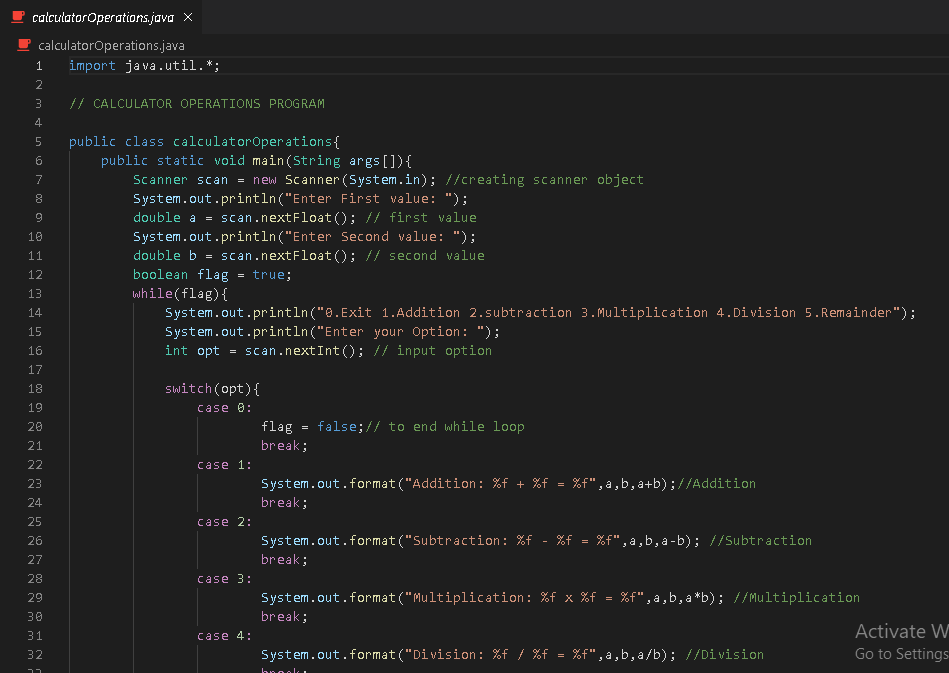 calculatorOperations.java ×
calculatorOperations.java
1 import java.util.*;
2
3 // CALCULATOR OPERATIONS PROGRAM
4
5 public class calculatorOperations{
6 public static void main(String args[]){
7 Scanner scan = new Scanner(System.in); //creating scanner object
8 System.out.println("Enter First value: ");
9 double a = scan.nextFloat(); // first value
10 System.out.println("Enter Second value: ");
11 double b = scan.nextFloat(); // second value
12 boolean flag = true;
13 while(flag){
14 System.out.println("0.Exit 1.Addition 2.subtraction 3.Multiplication 4.Division 5.Remainder");
15 System.out.println("Enter your Option: ");
16 int opt = scan.nextInt(); // input option
17
18 switch(opt){
19 case 0:
20 flag = false;// to end while loop
21 break;
22 case 1:
23 System.out.format("Addition: %f + %f = %f",a,b,a+b);//Addition
24 break;
25 case 2:
26 System.out.format("Subtraction: %f - %f = %f",a,b,a-b); //Subtraction
27 break;
28 case 3:
29 System.out.format("Multiplication: %f x %f = %f",a,b,a*b); //Multiplication
30 break;
31 case 4:
32 System.out.format("Division: %f / %f = %f",a,b,a/b); //Division
33 break;
Activate W
Go to Settings